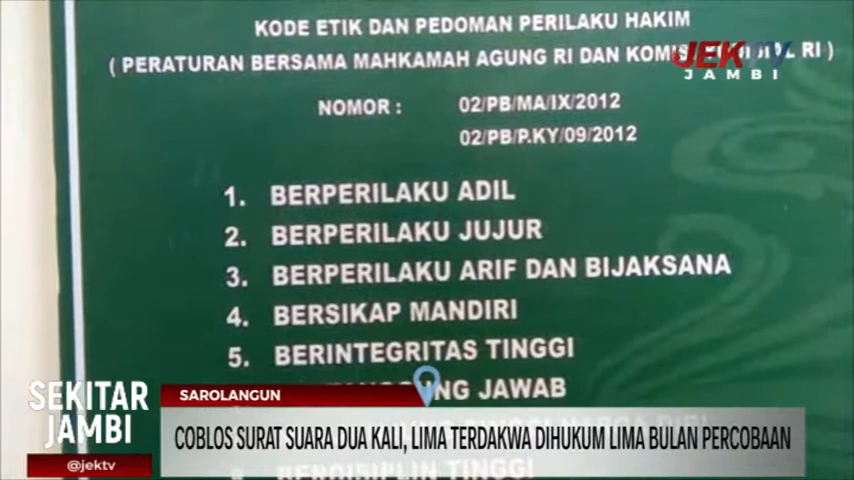 KODE ETIK DAN PEDOMAN PERILAKU HAKIM
( PERATURAN BERSAMA MAHKAMAH AGUNG RI DAN RI )
JEKTV
JAMBI
NOMOR : 02/PB/MA/IX/2012
02/PB/P.KY/09/2012
1. BERPERILAKU ADIL
2. BERPERILAKU JUJUR
3. BERPERILAKU ARIF DAN BIJAKSANA
4. BERSIKAP MANDIRI
5. BERINTEGRITAS TINGGI
JAWAB
BERDISIPLIN TINGGI
SEKITAR
JAMBI
@jektv
SAROLANGUN
COBLOS SURAT SUARA DUA KALI, LIMA TERDAKWA DIHUKUM LIMA BULAN PERCOBAAN